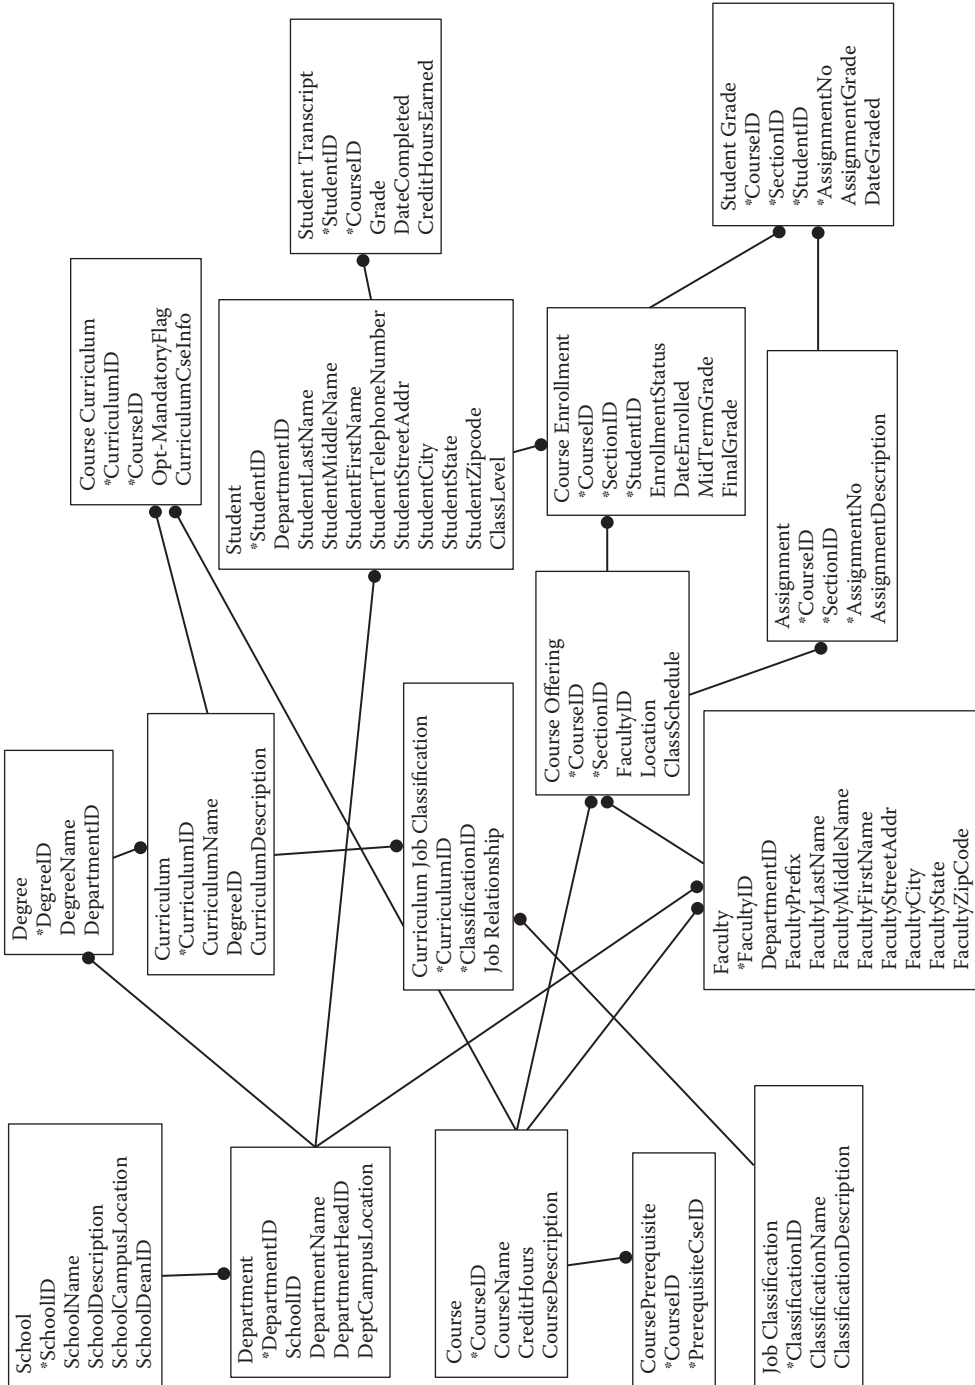 School
*SchoolID
SchoolName
SchoolDescription
SchoolCampusLocation
SchoolDeanID
Department
*DepartmentID
SchoolID
DepartmentName
DepartmentHeadID
DeptCampusLocation
Course
*CourseID
CourseName
CreditHours
CourseDescription
CoursePrerequisite
*CourseID
*PrerequisiteCseID
Job Classification
*ClassificationID
ClassificationName
ClassificationDescription
Degree
*DegreeID
DegreeName
DepartmentID
Curriculum
*CurriculumID
CurriculumName
DegreeID
CurriculumDescription
Curriculum Job Classification
*CurriculumID
*ClassificationID
Job Relationship
Course Offering
*CourseID
*SectionID
FacultyID
Location
ClassSchedule
Faculty
*FacultyID
DepartmentID
FacultyPrefix
FacultyLastName
FacultyMiddleName
FacultyFirstName
FacultyStreetAddr
FacultyCity
FacultyState
FacultyZipCode
Course Curriculum
*CurriculumID
*CourseID
Opt-MandatoryFlag
CurriculumCseInfo
Student
*StudentID
DepartmentID
StudentLastName
StudentMiddleName
StudentFirstName
StudentTelephoneNumber
StudentStreetAddr
StudentCity
StudentState
StudentZipcode
ClassLevel
Course Enrollment
*CourseID
*SectionID
*StudentID
EnrollmentStatus
DateEnrolled
MidTermGrade
FinalGrade
Assignment
*CourseID
*SectionID
*AssignmentNo
AssignmentDescription
Student Transcript
*StudentID
*CourseID
Grade
DateCompleted
CreditHoursEarned
Student Grade
*CourseID
*SectionID
*StudentID
*AssignmentNo
AssignmentGrade
DateGraded